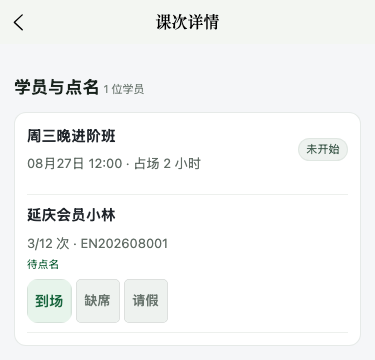 课次详情
学员与点名 1 位学员
周三晚进阶班
未开始
08月27日 12:00 · 占场 2 小时
延庆会员小林
3/12 次 · EN202608001
待点名
到场 缺席 请假